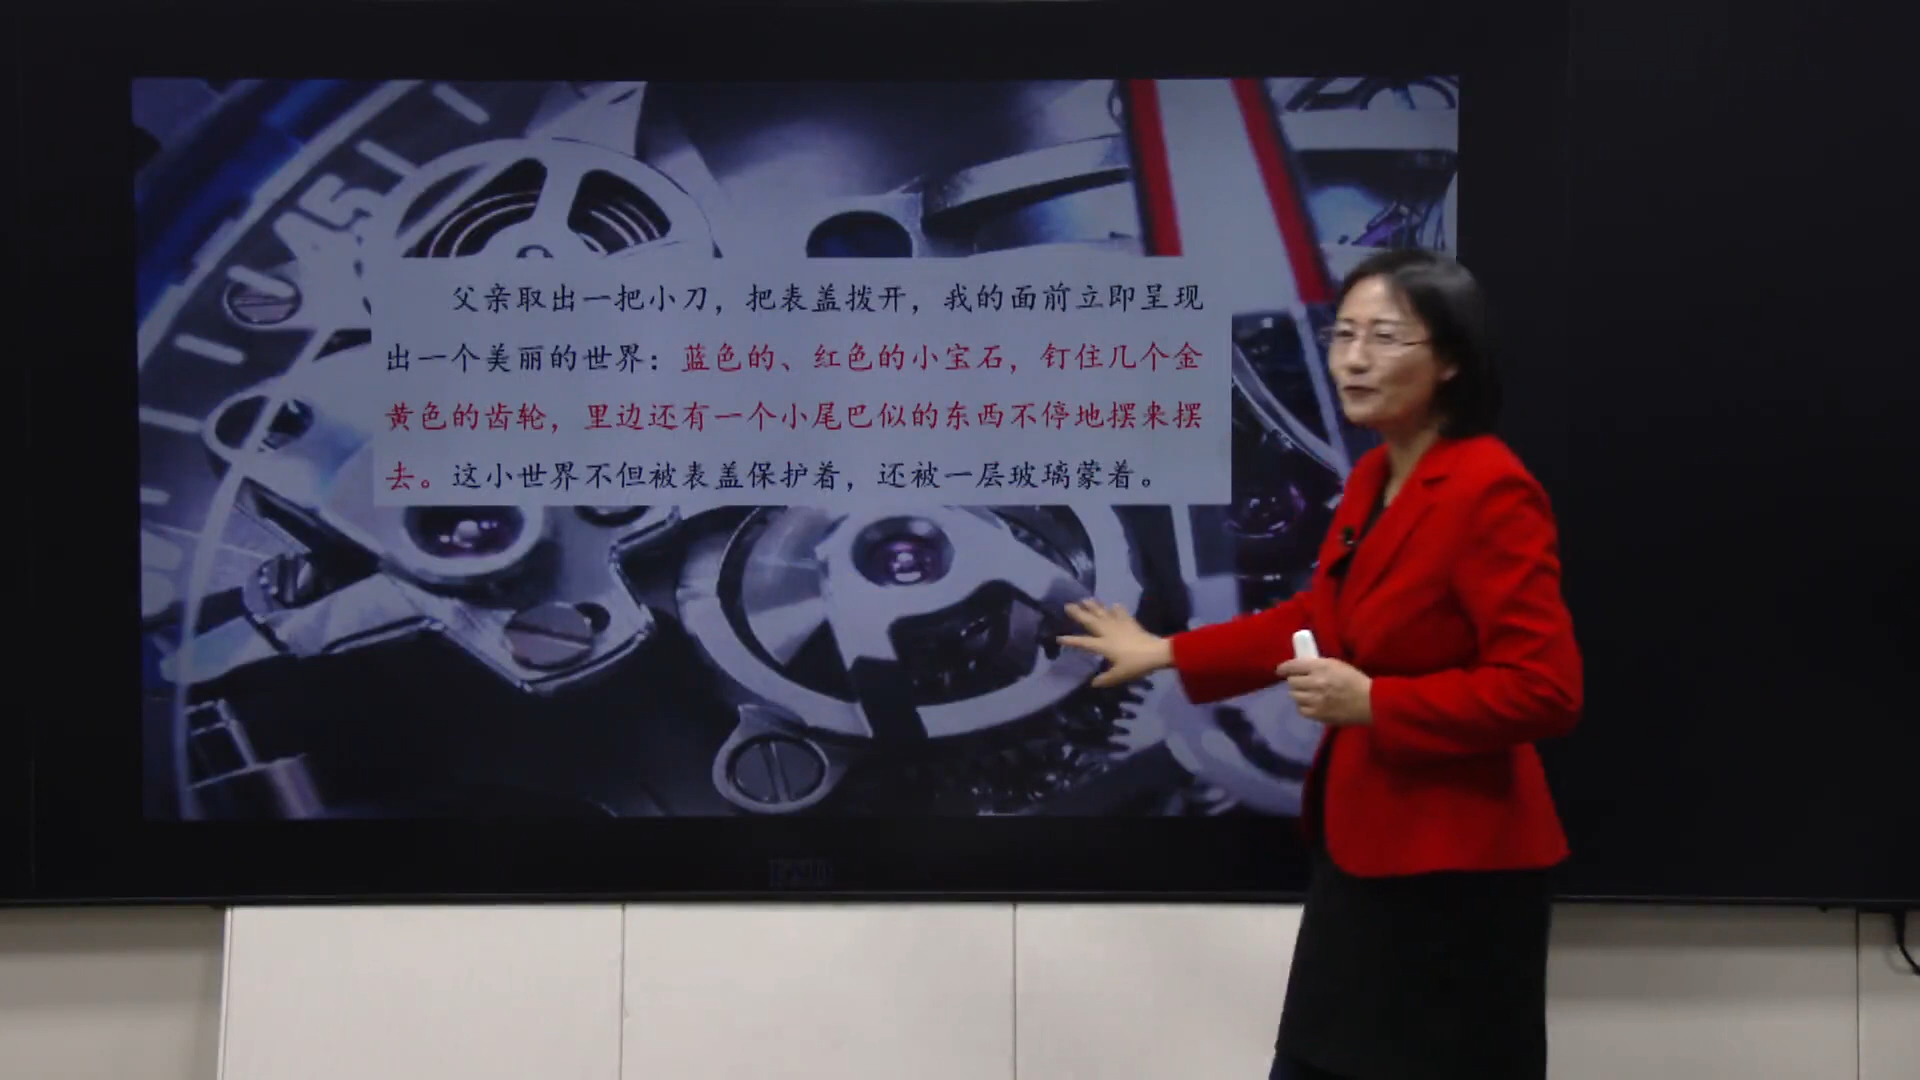 15
父亲取出一把小刀，把表盖拨开，我的面前立即呈现
出一个美丽的世界：蓝色的、红色的小宝石，钉住几个金
黄色的齿轮，里边还有一个小尾巴似的东西不停地摆来摆
去。这小世界不但被表盖保护着，还被一层玻璃蒙着。